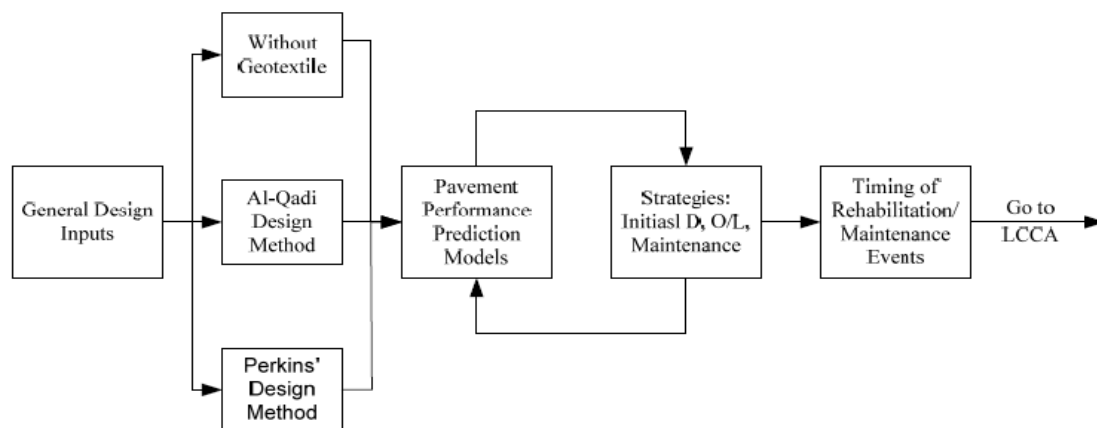 Without
Geotextile
General Design
Inputs
Al-Qadi
Design
Method
Perkins'
Design
Method
Pavement
Performance
Prediction
Models
Strategies:
Initiasl D, O/L,
Maintenance
Timing of
Rehabilitation/
Maintenance
Events
Go to
LCCA